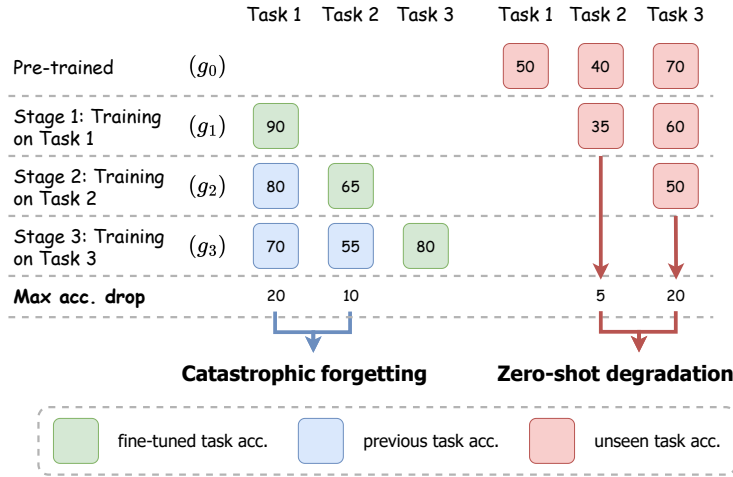 Task 1 Task 2 Task 3 Task 1 Task 2 Task 3
Pre-trained (g₀) 50 40 70
Stage 1: Training
on Task 1 (g₁) 90 35 60
Stage 2: Training
on Task 2 (g₂) 80 65 50
Stage 3: Training
on Task 3 (g₃) 70 55 80
Max acc. drop 20 10 5 20
Catastrophic forgetting Zero-shot degradation
fine-tuned task acc. previous task acc. unseen task acc.